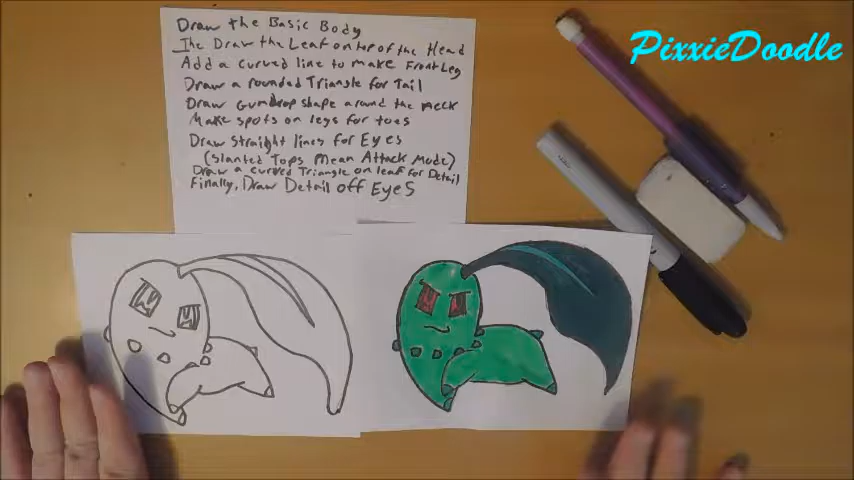 PixxieDoodle
Draw the Basic Body
The Draw the Leaf on top of the Head
Add a curved line to make Front Leg
Draw a rounded Triangle for Tail
Draw Gumdrop shape around the Neck
Make spots on legs for toes
Draw straight lines for Eyes
(slanted Tops Mean Attack Mode)
Draw a curved Triangle on leaf for Detail
Finally, Draw Detail off Eyes